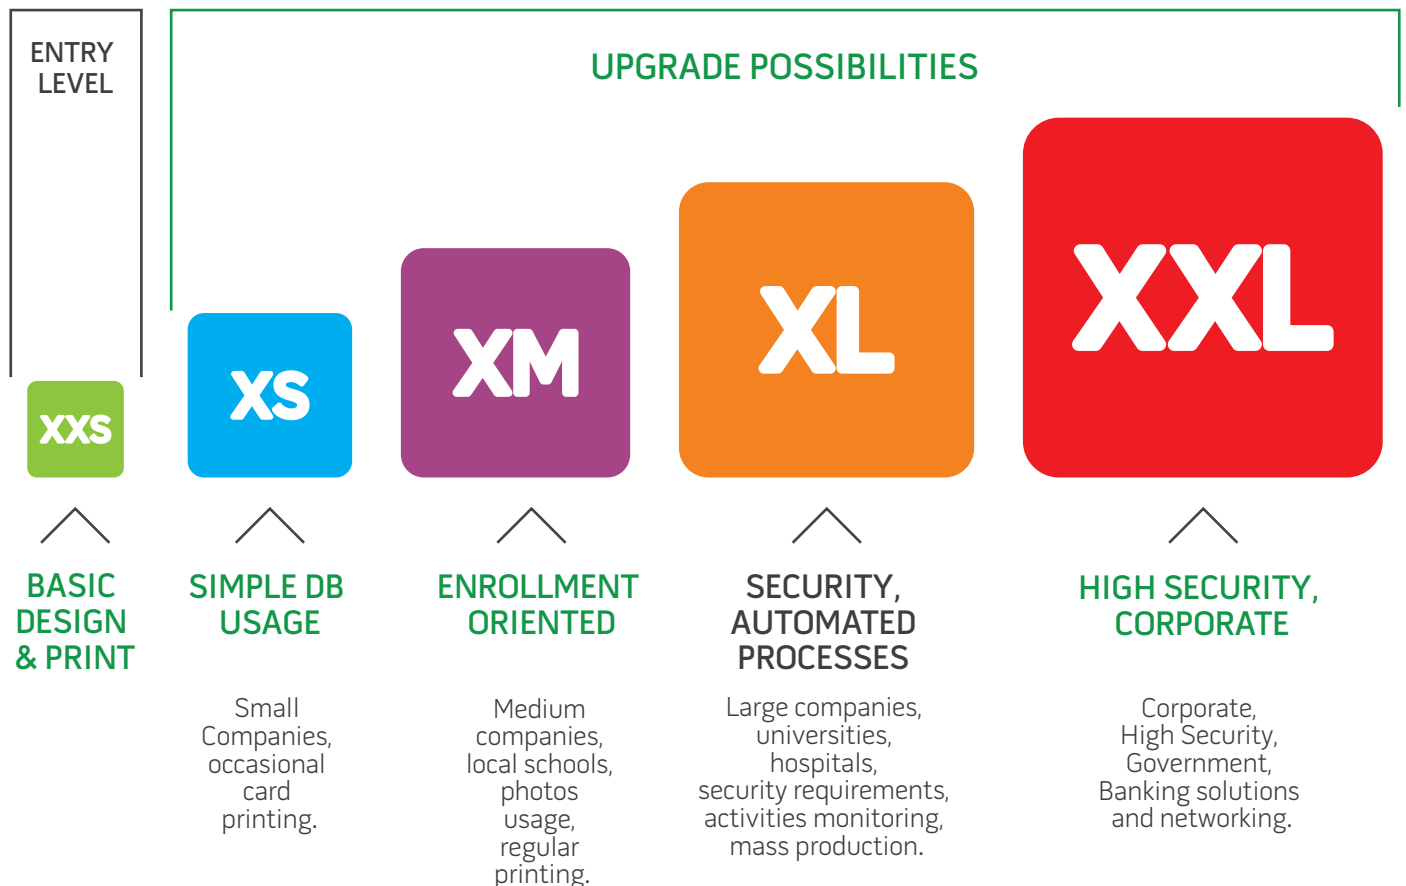 ENTRY
LEVEL
UPGRADE POSSIBILITIES
XXS
XS
XM
XL
XXL
BASIC
DESIGN
& PRINT
SIMPLE DB
USAGE
Small
Companies,
occasional
card
printing.
ENROLLMENT
ORIENTED
Medium
companies,
local schools,
photos
usage,
regular
printing.
SECURITY,
AUTOMATED
PROCESSES
Large companies,
universities,
hospitals,
security requirements,
activities monitoring,
mass production.
HIGH SECURITY,
CORPORATE
Corporate,
High Security,
Government,
Banking solutions
and networking.